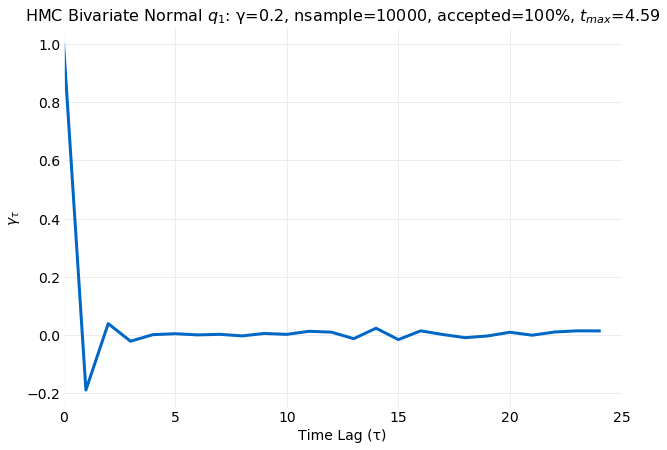 HMC Bivariate Normal q₁: γ=0.2, nsample=10000, accepted=100%, tₘₐₓ=4.59
1.0
0.8
0.6
0.4
0.2
0.0
−0.2
γτ
0 5 10 15 20 25
Time Lag (τ)